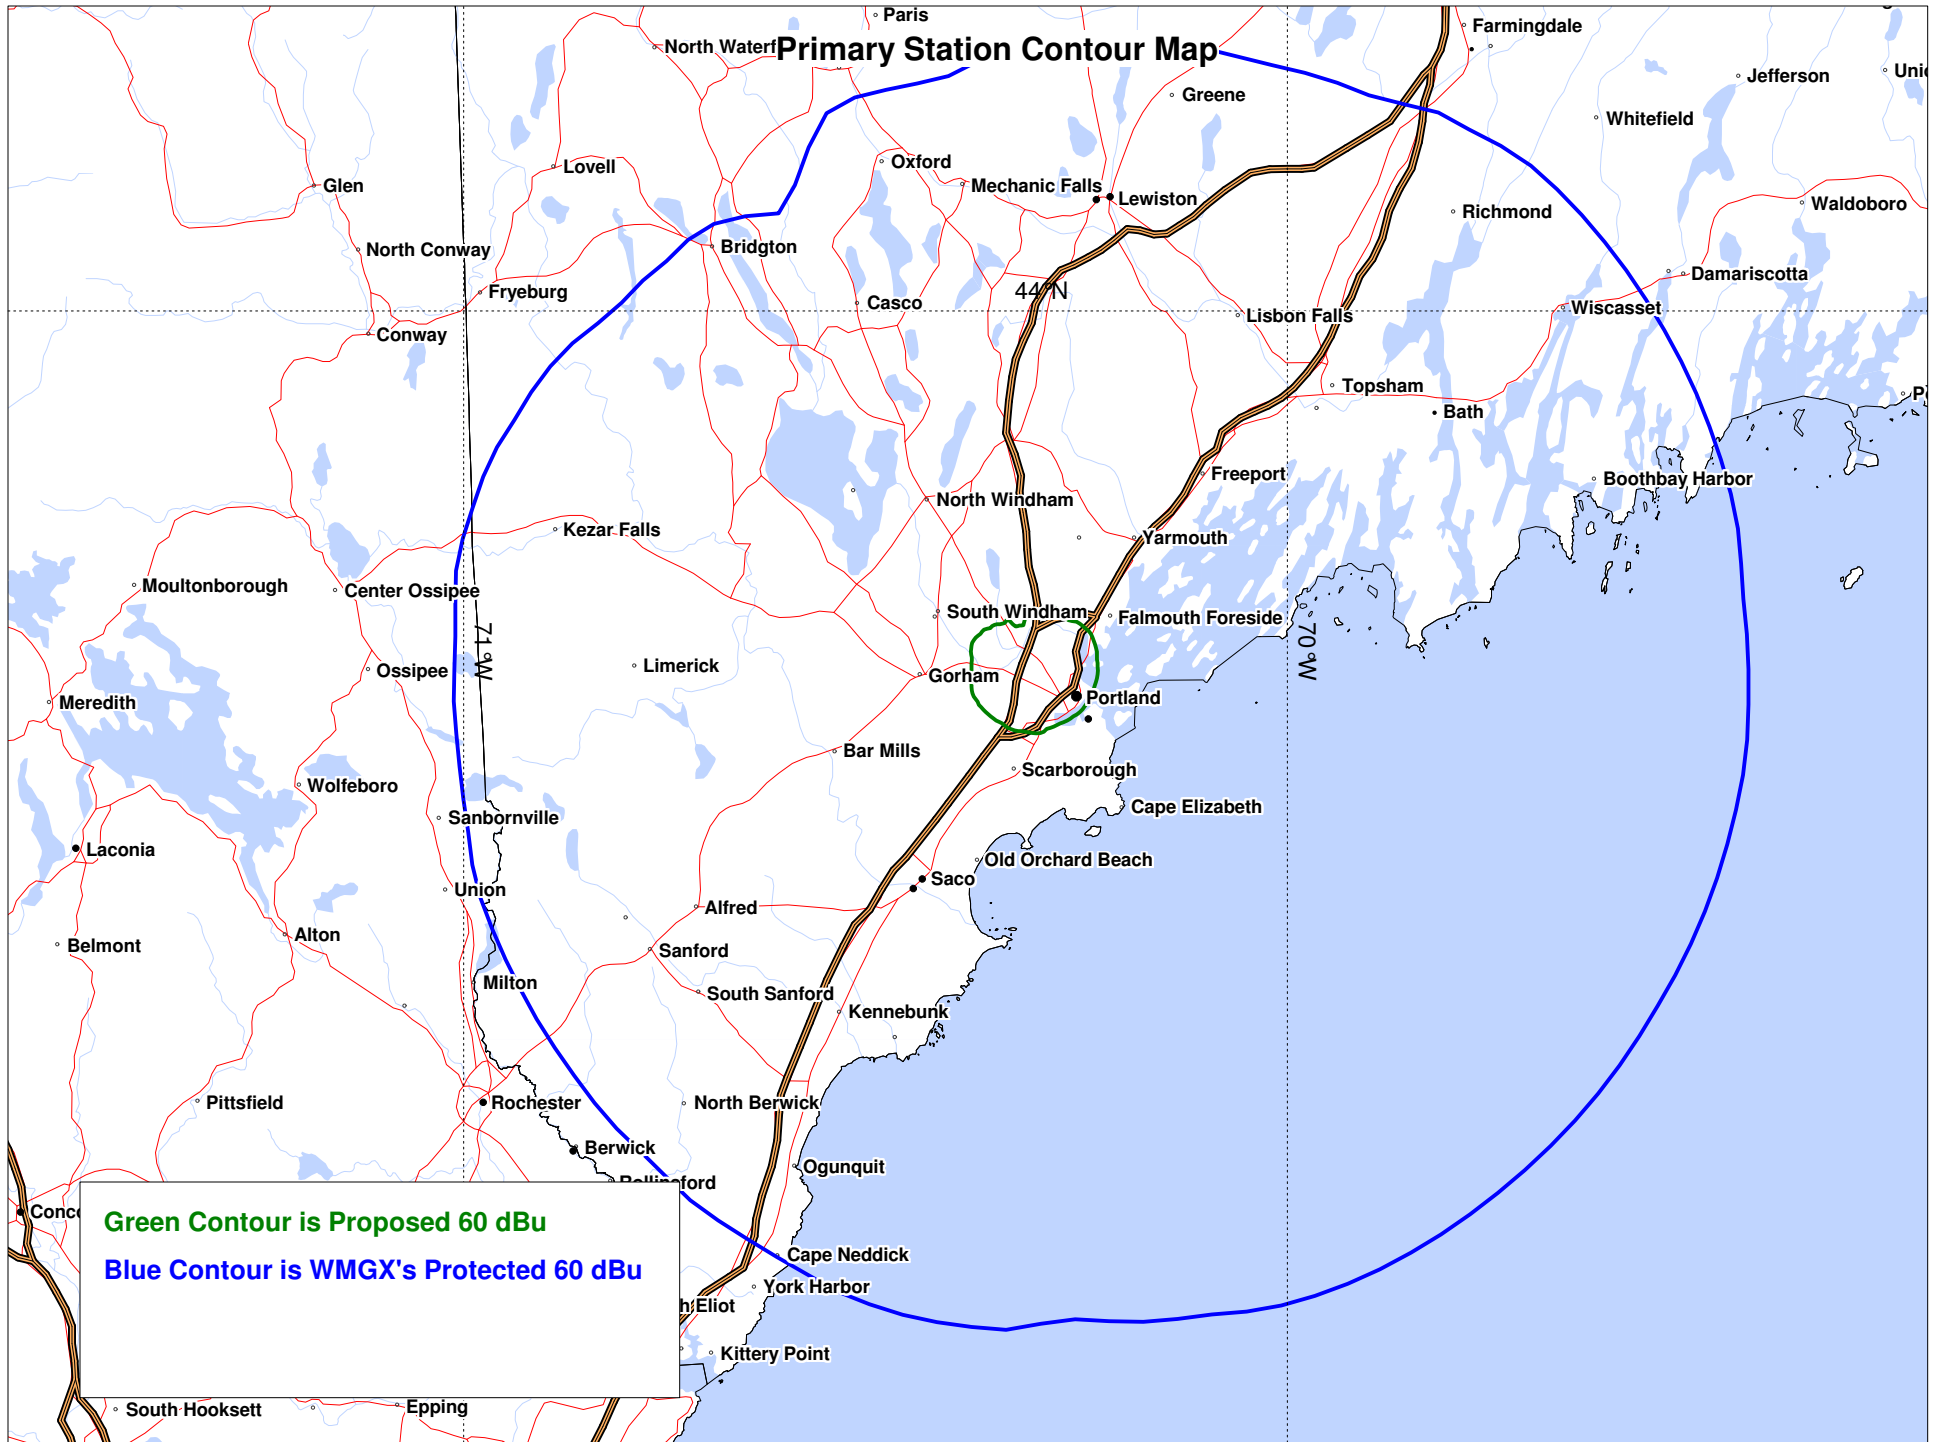 Paris
Farmingdale
North Waterf
Primary Station Contour Map
Jefferson
Greene
Whitefield
Lovell
Oxford
Glen
Mechanic Falls
Lewiston
Waldoboro
Richmond
North Conway
Bridgton
Damariscotta
Fryeburg
44°N
Casco
Wiscasset
Lisbon Falls
Conway
Topsham
Bath
Freeport
Boothbay Harbor
North Windham
Kezar Falls
Yarmouth
Moultonborough
Center Ossipee
South Windham
Falmouth Foreside
71°W
70°W
Limerick
Ossipee
Gorham
Portland
Meredith
Bar Mills
Scarborough
Wolfeboro
Cape Elizabeth
Sanbornville
Laconia
Old Orchard Beach
Saco
Union
Alfred
Alton
Belmont
Sanford
Milton
South Sanford
Kennebunk
Pittsfield
Rochester
North Berwick
Berwick
Ogunquit
Rollinsford
Conc
Green Contour is Proposed 60 dBu
Cape Neddick
Blue Contour is WMGX's Protected 60 dBu
York Harbor
h Eliot
Kittery Point
Epping
South Hooksett